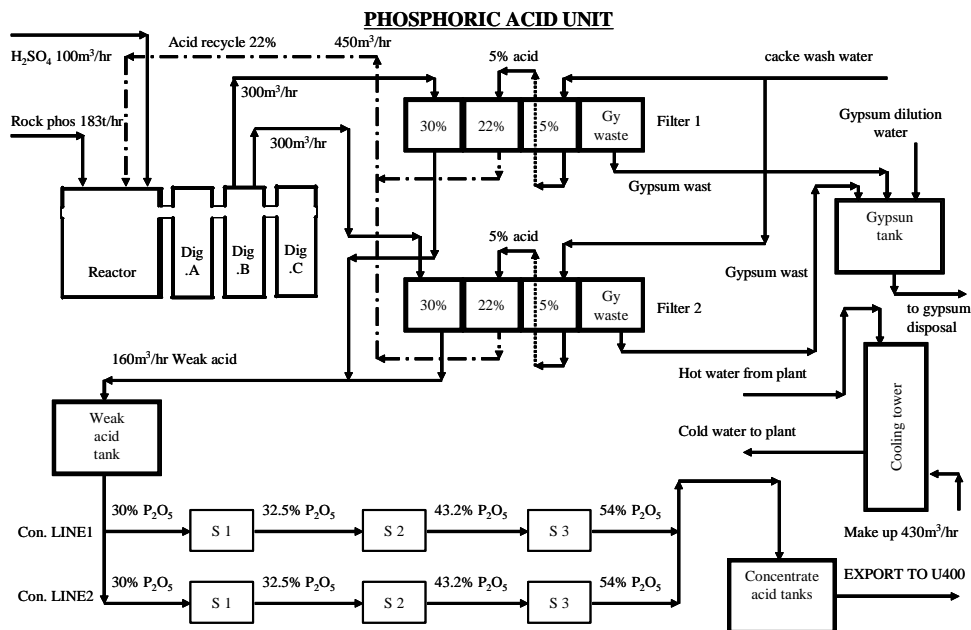 PHOSPHORIC ACID UNIT
H₂SO₄ 100m³/hr
Acid recycle 22%
450m³/hr
5% acid
cacke wash water
300m³/hr
Rock phos 183t/hr
300m³/hr
30%
22%
5%
Gy waste
Filter 1
Gypsum dilution
water
Gypsum wast
Reactor
Dig
.A
Dig
.B
Dig
.C
5% acid
Gypsun
tank
Gypsum wast
30%
22%
5%
Gy
waste
Filter 2
to gypsum
disposal
160m³/hr Weak acid
Hot water from plant
Weak
acid
tank
Cold water to plant
Cooling tower
Con. LINE1
30% P₂O₅
S 1
32.5% P₂O₅
S 2
43.2% P₂O₅
S 3
54% P₂O₅
Make up 430m³/hr
Con. LINE2
30% P₂O₅
S 1
32.5% P₂O₅
S 2
43.2% P₂O₅
S 3
54% P₂O₅
Concentrate
acid tanks
EXPORT TO U400